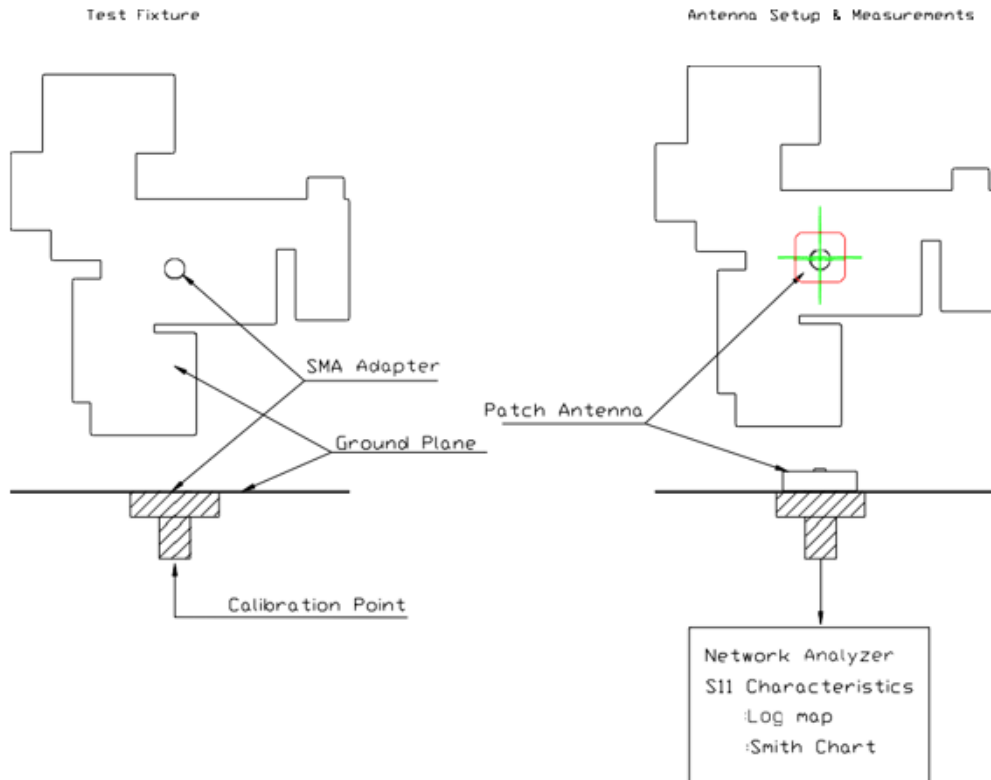 Test Fixture
Antenna Setup & Measurements
SMA Adapter
Patch Antenna
Ground Plane
Calibration Point
Network Analyzer
S11 Characteristics
:Log map
:Smith Chart